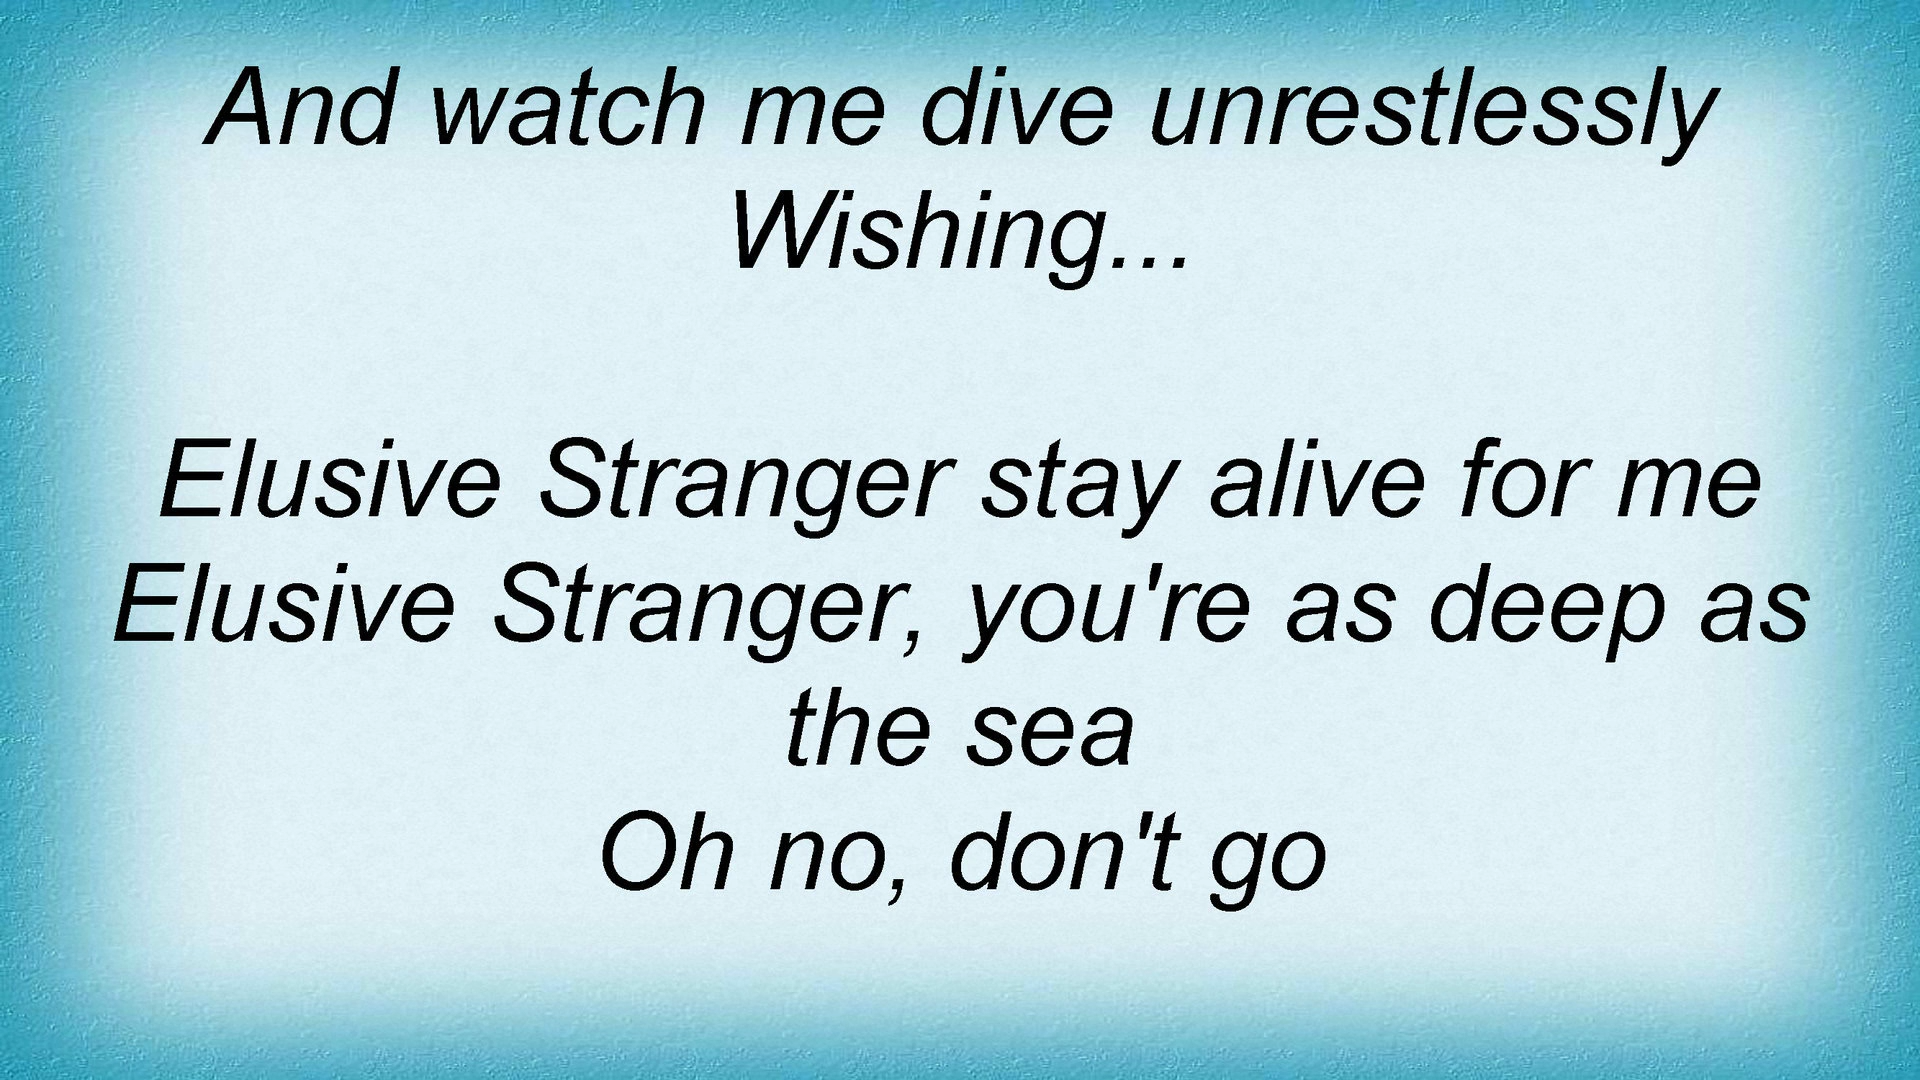 And watch me dive unrestlessly
Wishing...
Elusive Stranger stay alive for me
Elusive Stranger, you're as deep as
the sea
Oh no, don't go